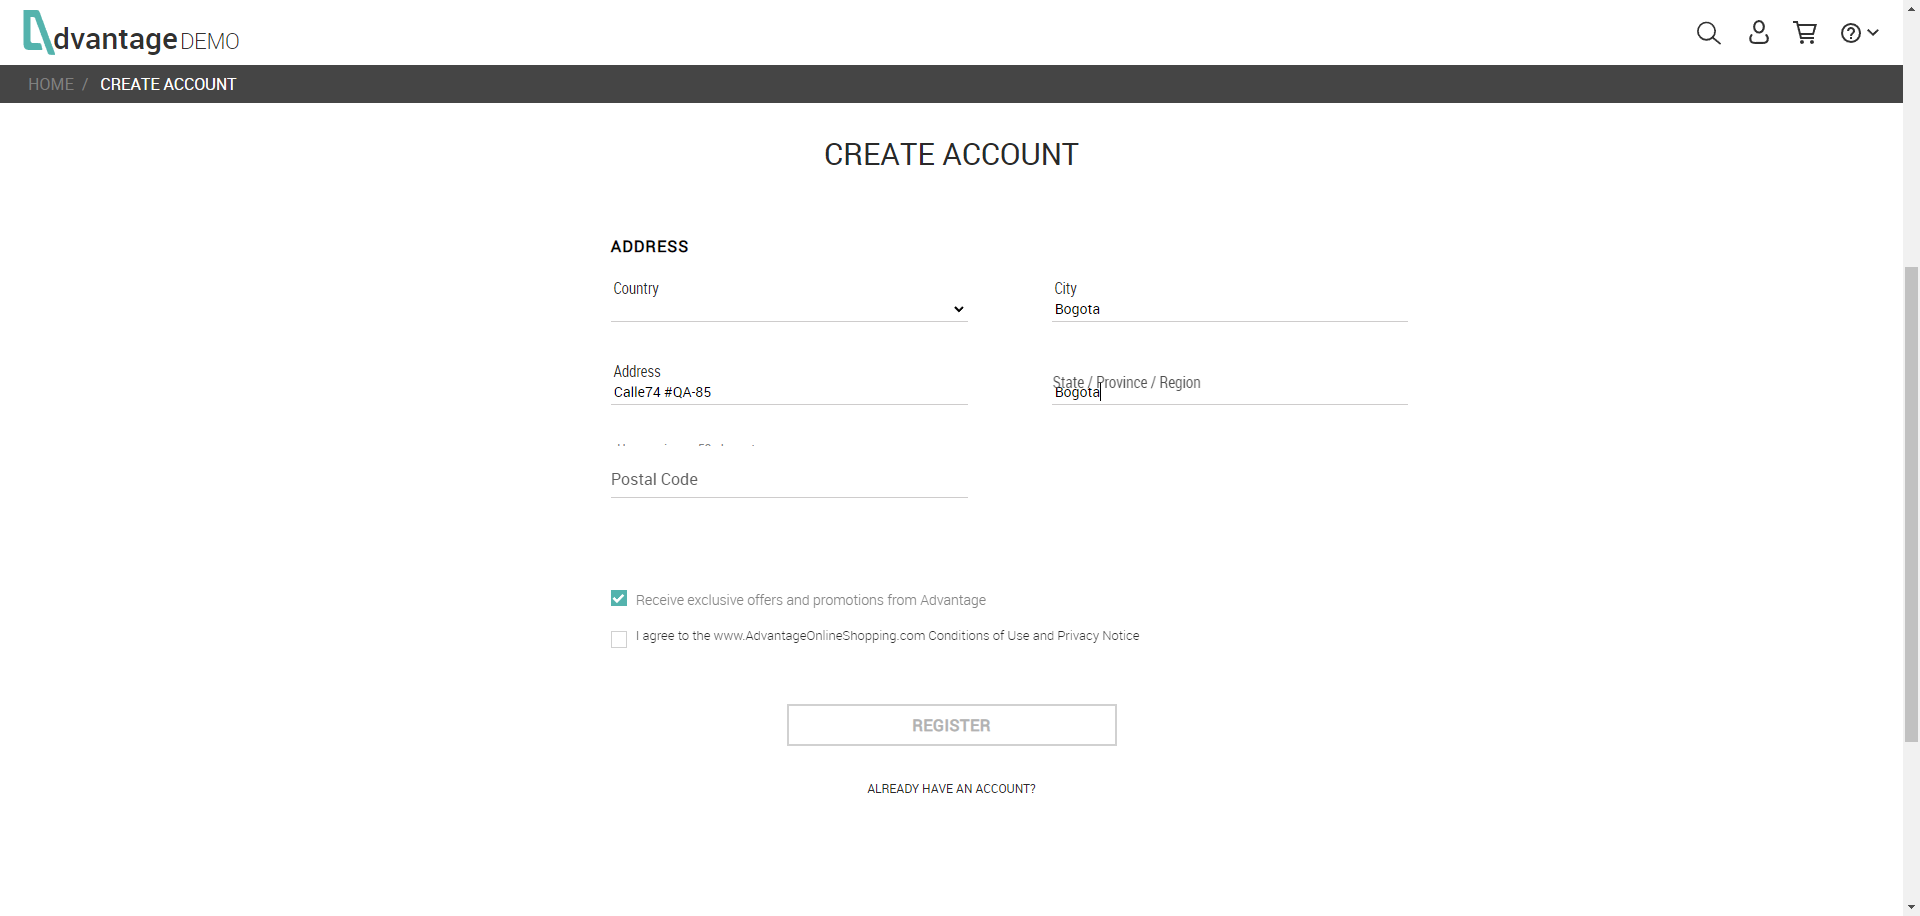 dvantage DEMO
HOME / CREATE ACCOUNT
CREATE ACCOUNT
ADDRESS
Country
City
Bogota
Address
Calle74 #QA-85
State / Province / Region
Bogota
Postal Code
Receive exclusive offers and promotions from Advantage
I agree to the www.AdvantageOnlineShopping.com Conditions of Use and Privacy Notice
REGISTER
ALREADY HAVE AN ACCOUNT?